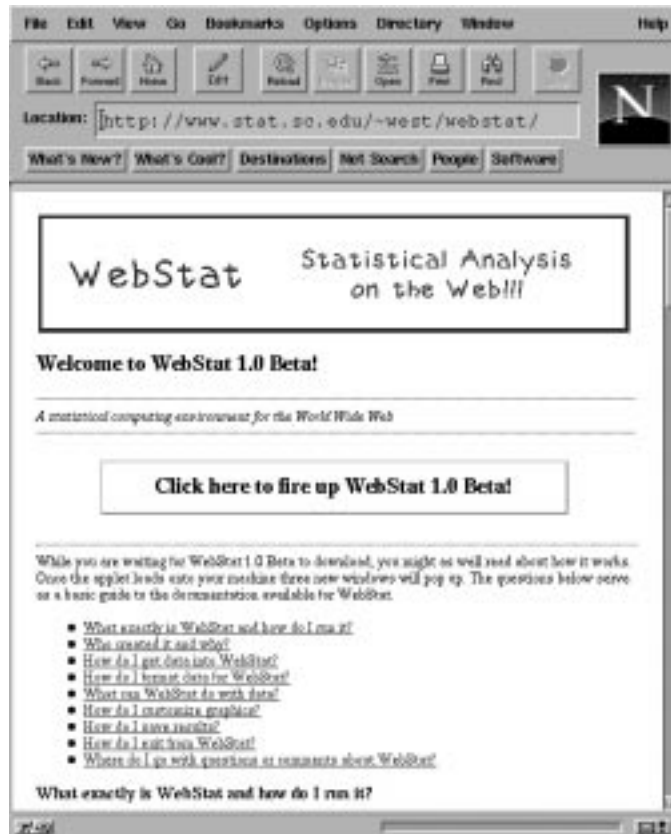 File Edit View Go Bookmarks Options Directory Window Help
Back Forward Home Edit Reload Open Print Find
Location: http://www.stat.sc.edu/~west/webstat/
N
What's New? What's Cool? Destinations Net Search People Software
WebStat
Statistical Analysis
on the Web!!!
Welcome to WebStat 1.0 Beta!
A statistical computing environment for the World Wide Web
Click here to fire up WebStat 1.0 Beta!
While you are waiting for WebStat 1.0 Beta to download, you might as well read about how it works.
Once the applet loads onto your machine three new windows will pop up. The questions below serve
as a basic guide to the documentation available for WebStat.
What exactly is WebStat and how do I run it?
Who created it and why?
How do I get data into WebStat?
How do I format data for WebStat?
What can WebStat do with data?
How do I customize graphics?
How do I save results?
How do I exit from WebStat?
Where do I go with questions or comments about WebStat?
What exactly is WebStat and how do I run it?